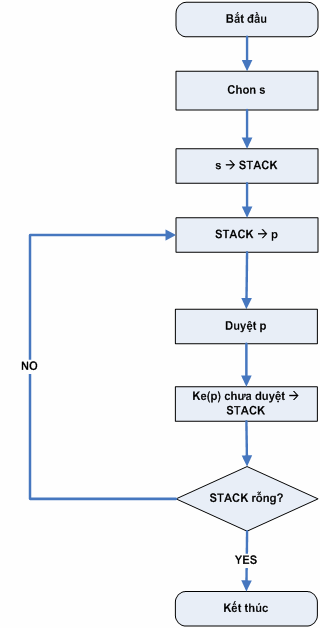 Bắt đầu
Chon s
s → STACK
STACK → p
Duyệt p
Ke(p) chưa duyệt →
STACK
NO
STACK rỗng?
YES
Kết thúc